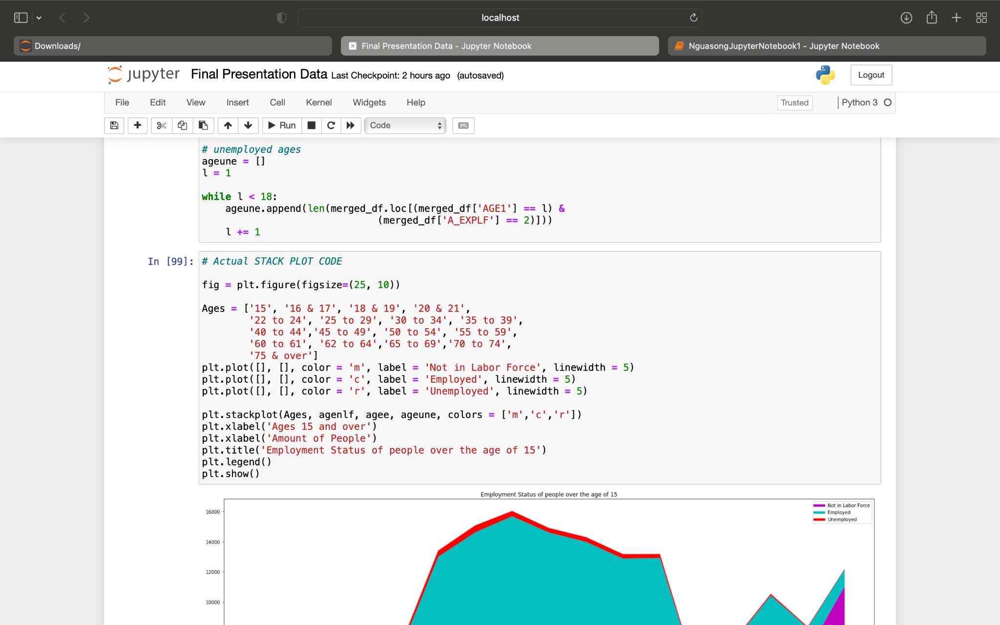 localhost
Downloads/
Final Presentation Data - Jupyter Notebook
NguasongJupyterNotebook1 - Jupyter Notebook
jupyter Final Presentation Data Last Checkpoint: 2 hours ago (autosaved)
Logout
File Edit View Insert Cell Kernel Widgets Help
Trusted
Python 3
Run
Code
# unemployed ages
ageune = []
l = 1
while l < 18:
    ageune.append(len(merged_df.loc[(merged_df['AGE1'] == l) &
                              (merged_df['A_EXPLF'] == 2)]))
    l += 1
In [99]:
# Actual STACK PLOT CODE
fig = plt.figure(figsize=(25, 10))
Ages = ['15', '16 & 17', '18 & 19', '20 & 21',
        '22 to 24', '25 to 29', '30 to 34', '35 to 39',
        '40 to 44','45 to 49', '50 to 54', '55 to 59',
        '60 to 61', '62 to 64','65 to 69','70 to 74',
        '75 & over']
plt.plot([], [], color = 'm', label = 'Not in Labor Force', linewidth = 5)
plt.plot([], [], color = 'c', label = 'Employed', linewidth = 5)
plt.plot([], [], color = 'r', label = 'Unemployed', linewidth = 5)
plt.stackplot(Ages, agenlf, agee, ageune, colors = ['m','c','r'])
plt.xlabel('Ages 15 and over')
plt.xlabel('Amount of People')
plt.title('Employment Status of people over the age of 15')
plt.legend()
plt.show()
Employment Status of people over the age of 15
Not in Labor Force
Employed
Unemployed
16000
14000
12000
10000